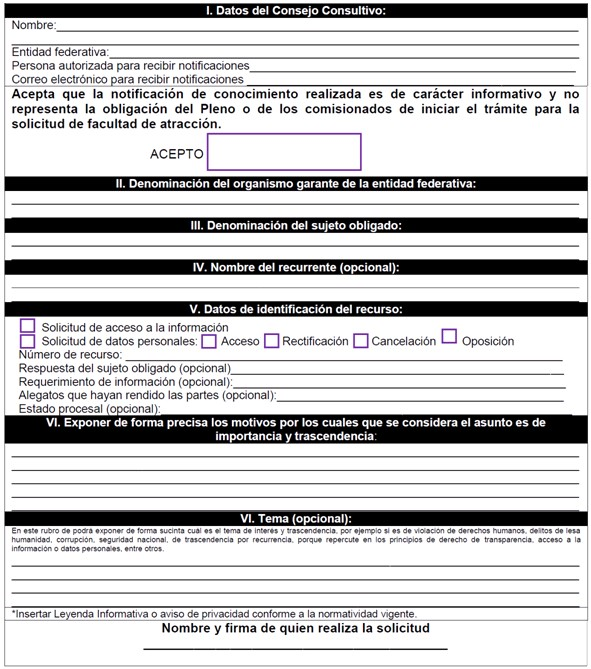 I. Datos del Consejo Consultivo:
Nombre:
Entidad federativa:
Persona autorizada para recibir notificaciones
Correo electrónico para recibir notificaciones
Acepta que la notificación de conocimiento realizada es de carácter informativo y no
representa la obligación del Pleno o de los comisionados de iniciar el trámite para la
solicitud de facultad de atracción.
ACEPTO
II. Denominación del organismo garante de la entidad federativa:
III. Denominación del sujeto obligado:
IV. Nombre del recurrente (opcional):
V. Datos de identificación del recurso:
Solicitud de acceso a la información
Solicitud de datos personales: Acceso Rectificación Cancelación Oposición
Número de recurso:
Respuesta del sujeto obligado (opcional)
Requerimiento de información (opcional):
Alegatos que hayan rendido las partes (opcional):
Estado procesal (opcional):
VI. Exponer de forma precisa los motivos por los cuales que se considera el asunto es de
importancia y trascendencia:
VI. Tema (opcional):
En este rubro de podrá exponer de forma sucinta cuál es el tema de interés y trascendencia, por ejemplo si es de violación de derechos humanos, delitos de lesa
humanidad, corrupción, seguridad nacional, de trascendencia por recurrencia, porque repercute en los principios de derecho de transparencia, acceso a la
información o datos personales, entre otros.
*Insertar Leyenda Informativa o aviso de privacidad conforme a la normatividad vigente.
Nombre y firma de quien realiza la solicitud